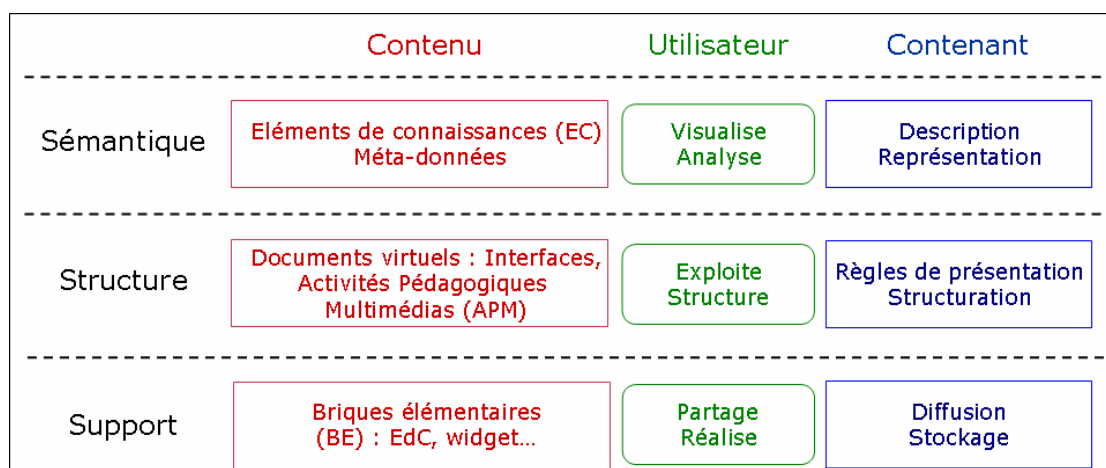 Contenu Utilisateur Contenant
Sémantique
Eléments de connaissances (EC)
Méta-données
Visualise
Analyse
Description
Représentation
Structure
Documents virtuels : Interfaces,
Activités Pédagogiques
Multimédias (APM)
Exploite
Structure
Règles de présentation
Structuration
Support
Briques élémentaires
(BE) : EdC, widget...
Partage
Réalise
Diffusion
Stockage